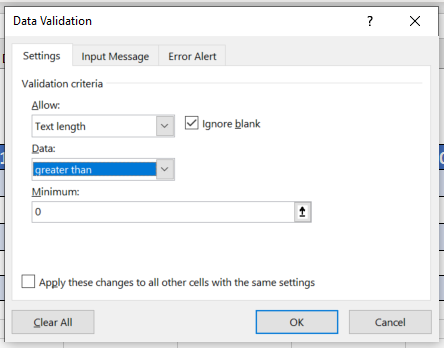 Data Validation
Settings
Input Message
Error Alert
Validation criteria
Allow:
Text length
Ignore blank
Data:
greater than
Minimum:
0
Apply these changes to all other cells with the same settings
Clear All
OK
Cancel